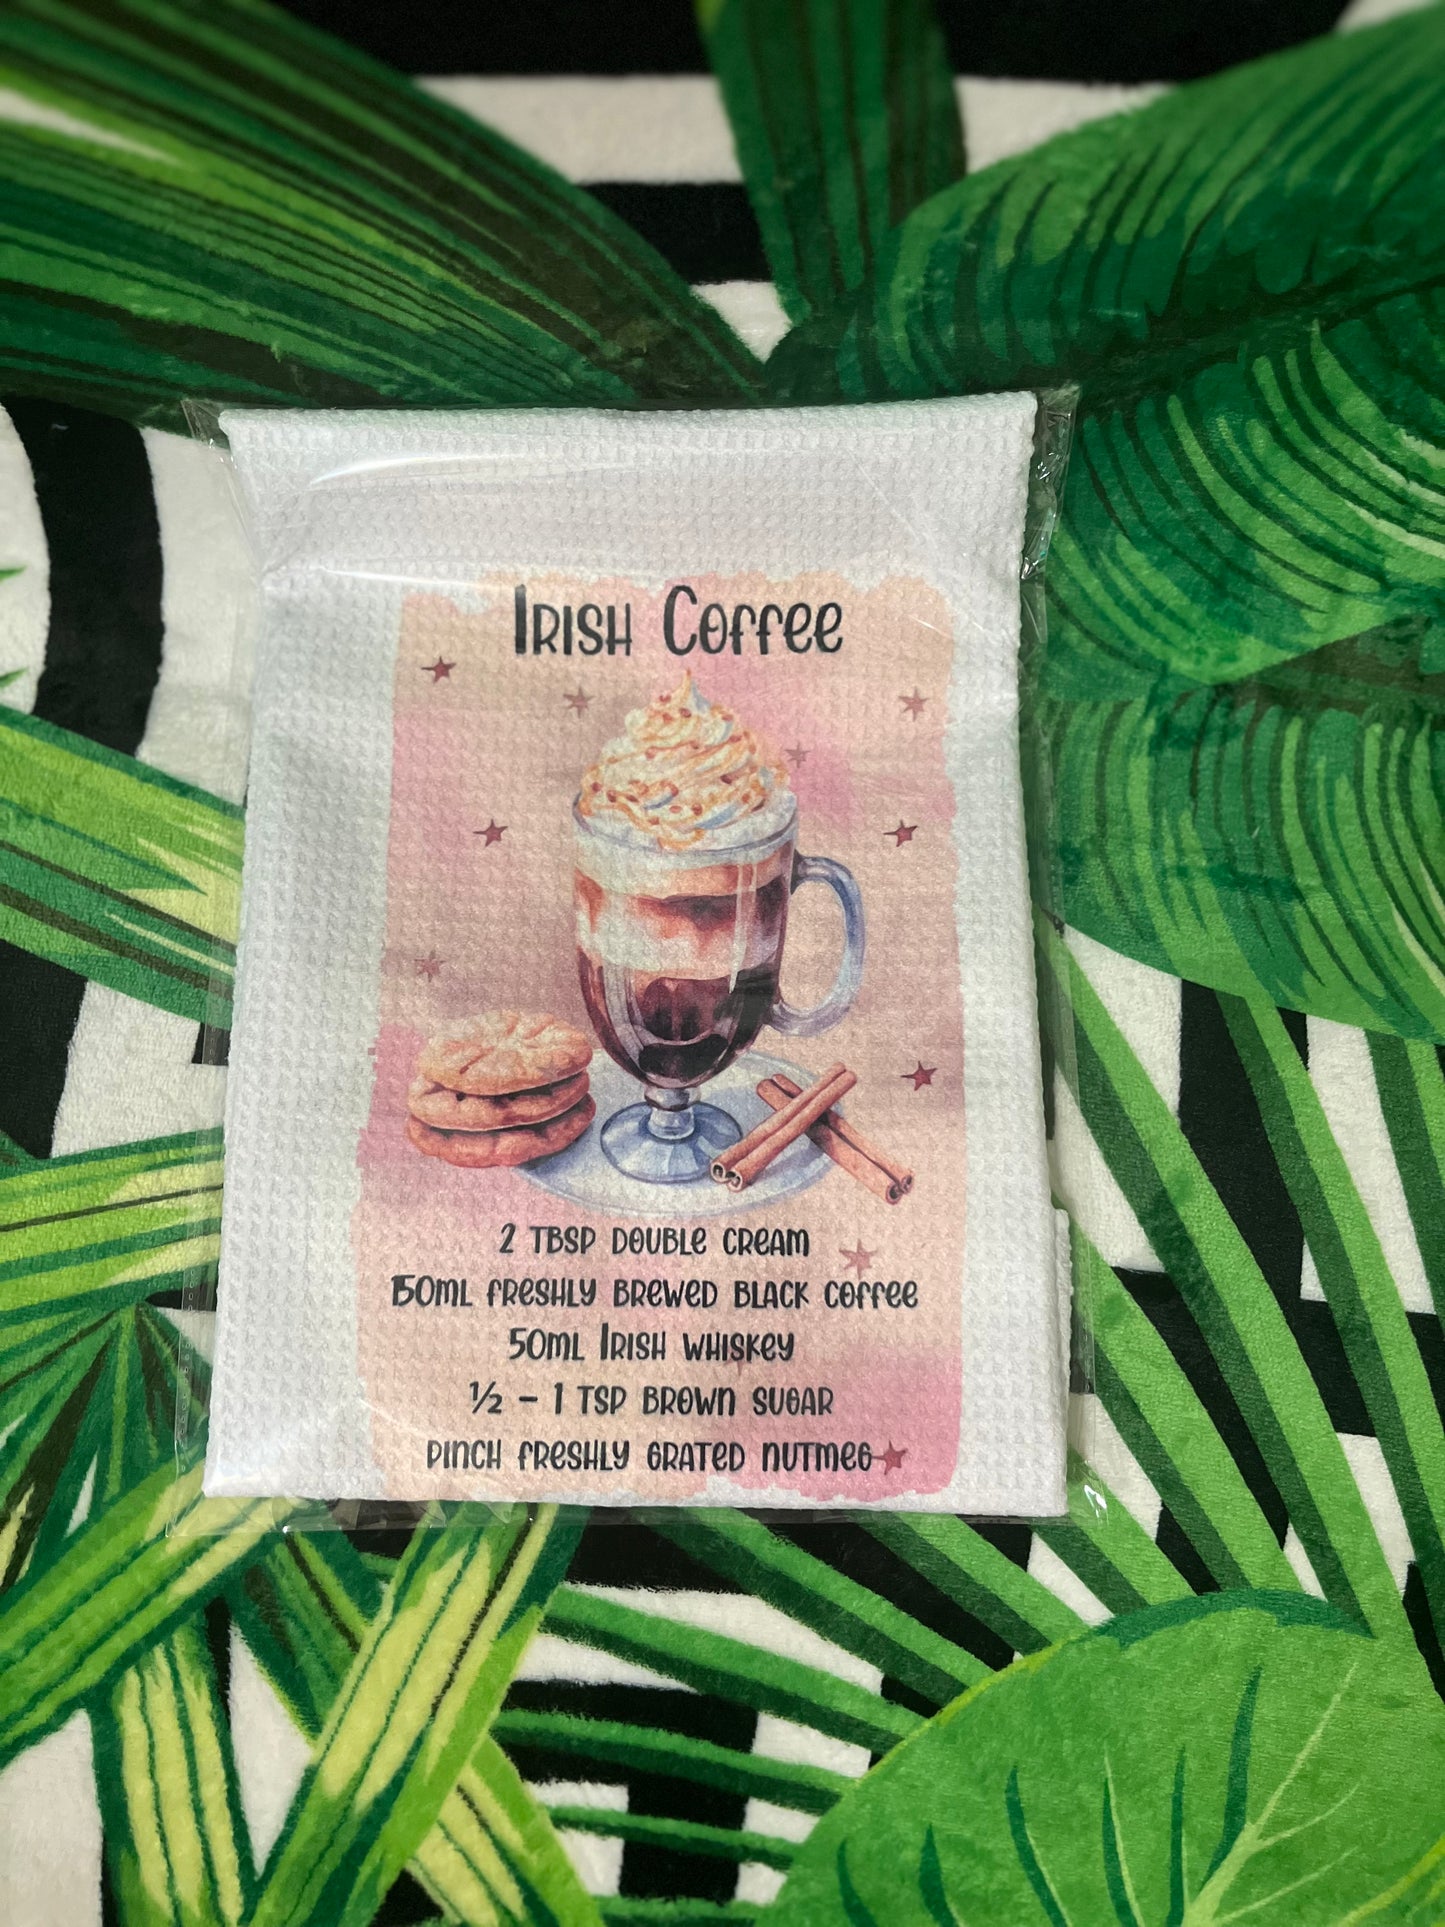 Irish Coffee
2 tbsp double cream
150ml freshly brewed black coffee
50ml Irish whiskey
½ - 1 tsp brown sugar
pinch freshly grated nutmeg